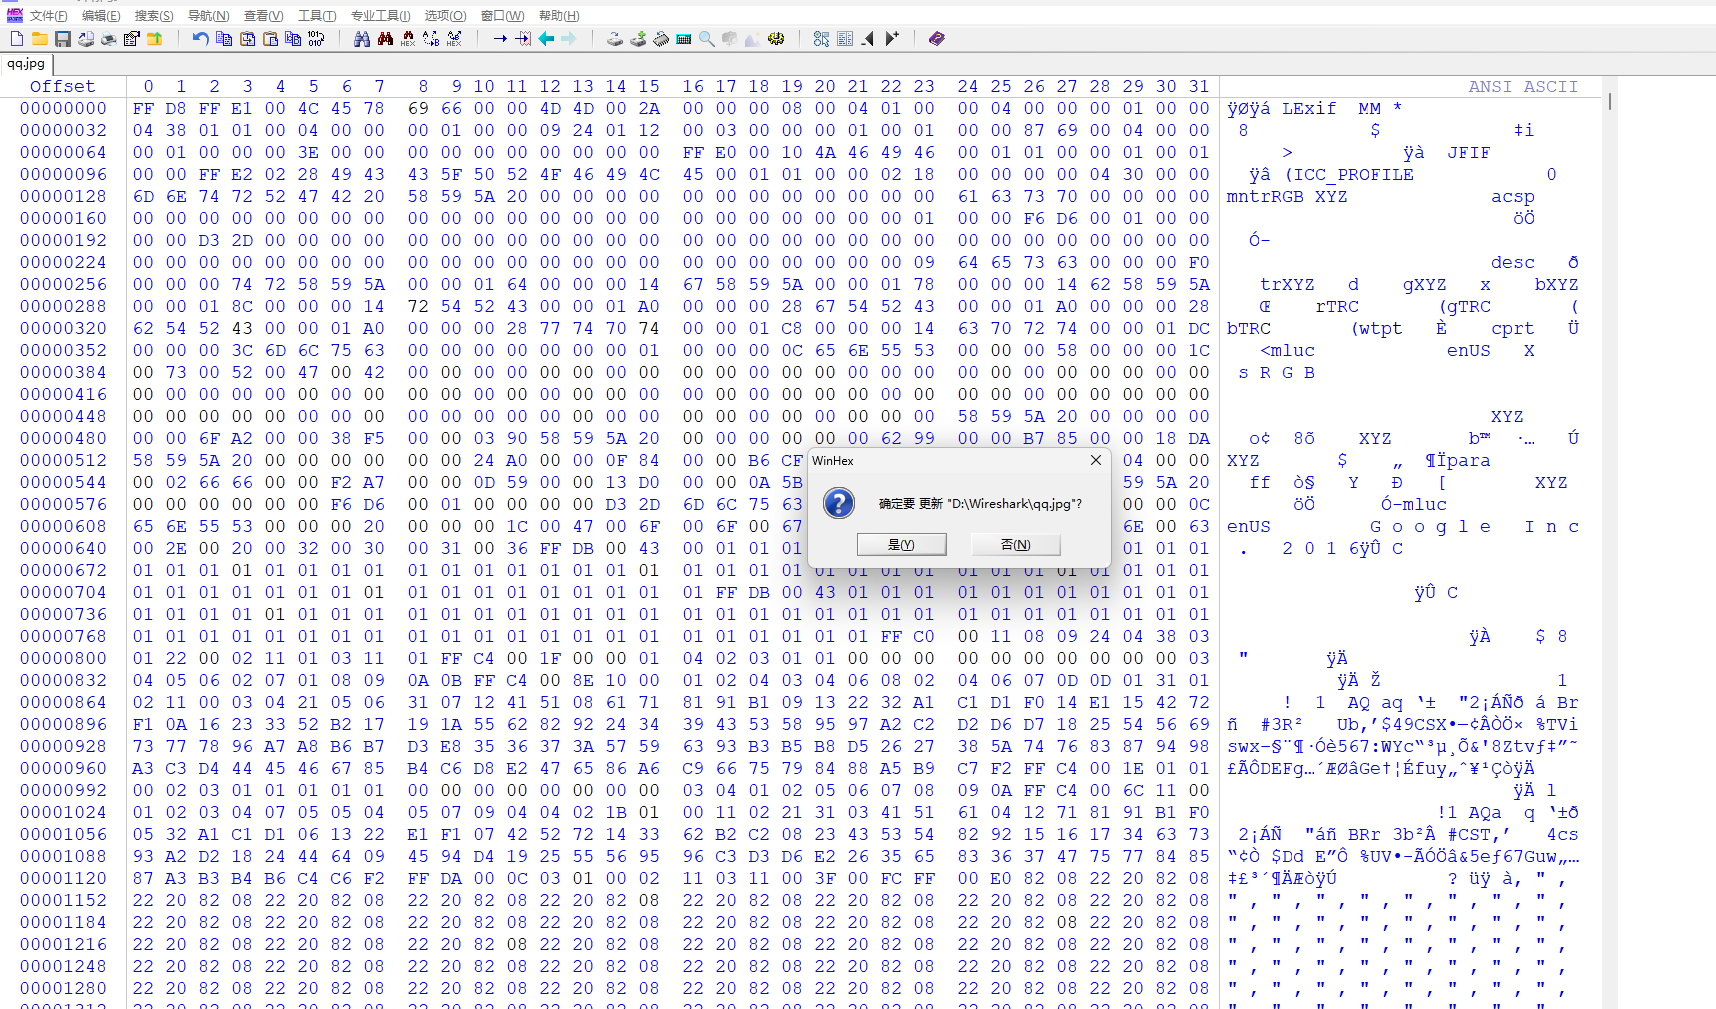 文件(F) 编辑(E) 搜索(S) 导航(N) 查看(V) 工具(T) 专业工具(I) 选项(O) 窗口(W) 帮助(H)
qq.jpg
Offset 0 1 2 3 4 5 6 7 8 9 10 11 12 13 14 15 16 17 18 19 20 21 22 23 24 25 26 27 28 29 30 31 ANSI ASCII
00000000 FF D8 FF E1 00 4C 45 78 69 66 00 00 4D 4D 00 2A 00 00 00 08 00 04 01 00 00 04 00 00 00 01 00 00 ÿØÿá LExif MM *
00000032 04 38 01 01 00 04 00 00 00 01 00 00 09 24 01 12 00 03 00 00 00 01 00 01 00 00 87 69 00 04 00 00 8 $ ‡i
00000064 00 01 00 00 00 3E 00 00 00 00 00 00 00 00 00 00 FF E0 00 10 4A 46 49 46 00 01 01 00 00 01 00 01 > ÿà JFIF
00000096 00 00 FF E2 02 28 49 43 43 5F 50 52 4F 46 49 4C 45 00 01 01 00 00 02 18 00 00 00 00 04 30 00 00 ÿâ (ICC_PROFILE 0
00000128 6D 6E 74 72 52 47 42 20 58 59 5A 20 00 00 00 00 00 00 00 00 00 00 00 00 61 63 73 70 00 00 00 00 mntrRGB XYZ acsp
00000160 00 00 00 00 00 00 00 00 00 00 00 00 00 00 00 00 00 00 00 00 00 00 00 01 00 00 F6 D6 00 01 00 00 öÖ
00000192 00 00 D3 2D 00 00 00 00 00 00 00 00 00 00 00 00 00 00 00 00 00 00 00 00 00 00 00 00 00 00 00 00 Ó-
00000224 00 00 00 00 00 00 00 00 00 00 00 00 00 00 00 00 00 00 00 00 00 00 00 09 64 65 73 63 00 00 00 F0 desc ð
00000256 00 00 00 74 72 58 59 5A 00 00 01 64 00 00 00 14 67 58 59 5A 00 00 01 78 00 00 00 14 62 58 59 5A trXYZ d gXYZ x bXYZ
00000288 00 00 01 8C 00 00 00 14 72 54 52 43 00 00 01 A0 00 00 00 28 67 54 52 43 00 00 01 A0 00 00 00 28 Œ rTRC (gTRC (
00000320 62 54 52 43 00 00 01 A0 00 00 00 28 77 74 70 74 00 00 01 C8 00 00 00 14 63 70 72 74 00 00 01 DC bTRC (wtpt È cprt Ü
00000352 00 00 00 3C 6D 6C 75 63 00 00 00 00 00 00 00 01 00 00 00 0C 65 6E 55 53 00 00 00 58 00 00 00 1C <mluc enUS X
00000384 00 73 00 52 00 47 00 42 00 00 00 00 00 00 00 00 00 00 00 00 00 00 00 00 00 00 00 00 00 00 00 00 s R G B
00000416 00 00 00 00 00 00 00 00 00 00 00 00 00 00 00 00 00 00 00 00 00 00 00 00 00 00 00 00 00 00 00 00
00000448 00 00 00 00 00 00 00 00 00 00 00 00 00 00 00 00 00 00 00 00 00 00 00 00 58 59 5A 20 00 00 00 00 XYZ
00000480 00 00 6F A2 00 00 38 F5 00 00 03 90 58 59 5A 20 00 00 00 00 00 00 62 99 00 00 B7 85 00 00 18 DA o¢ 8õ XYZ b™ ·… Ú
00000512 58 59 5A 20 00 00 00 00 00 00 24 A0 00 00 0F 84 00 00 B6 CF 04 00 00 XYZ $ „ ¶Ïpara
00000544 00 02 66 66 00 00 F2 A7 00 00 0D 59 00 00 13 D0 00 00 0A 5B 59 5A 20 ff ò§ Y Ð [ XYZ
00000576 00 00 00 00 00 00 F6 D6 00 01 00 00 00 00 D3 2D 6D 6C 75 63 00 00 0C öÖ Ó-mluc
00000608 65 6E 55 53 00 00 00 20 00 00 00 1C 00 47 00 6F 00 6F 00 67 6E 00 63 enUS G o o g l e I n c
00000640 00 2E 00 20 00 32 00 30 00 31 00 36 FF DB 00 43 00 01 01 01 01 01 01 . 2 0 1 6ÿÛ C
00000672 01 01 01 01 01 01 01 01 01 01 01 01 01 01 01 01 01 01 01 01 01 01 01 01 01 01 01 01 01 01 01 01
00000704 01 01 01 01 01 01 01 01 01 01 01 01 01 01 01 01 01 FF DB 00 43 01 01 01 01 01 01 01 01 01 01 01 ÿÛ C
00000736 01 01 01 01 01 01 01 01 01 01 01 01 01 01 01 01 01 01 01 01 01 01 01 01 01 01 01 01 01 01 01 01
00000768 01 01 01 01 01 01 01 01 01 01 01 01 01 01 01 01 01 01 01 01 01 01 FF C0 00 11 08 09 24 04 38 03 ÿÀ $ 8
00000800 01 22 00 02 11 01 03 11 01 FF C4 00 1F 00 00 01 04 02 03 01 01 00 00 00 00 00 00 00 00 00 00 03 " ÿÄ
00000832 04 05 06 02 07 01 08 09 0A 0B FF C4 00 8E 10 00 01 02 04 03 04 06 08 02 04 06 07 0D 0D 01 31 01 ÿÄ Ž 1
00000864 02 11 00 03 04 21 05 06 31 07 12 41 51 08 61 71 81 91 B1 09 13 22 32 A1 C1 D1 F0 14 E1 15 42 72 ! 1 AQ aq ‘± "2¡ÁÑð á Br
00000896 F1 0A 16 23 33 52 B2 17 19 1A 55 62 82 92 24 34 39 43 53 58 95 97 A2 C2 D2 D6 D7 18 25 54 56 69 ñ #3R² Ub‚’$49CSX•—¢ÂÒÖ× %TVi
00000928 73 77 78 96 A7 A8 B6 B7 D3 E8 35 36 37 3A 57 59 63 93 B3 B5 B8 D5 26 27 38 5A 74 76 83 87 94 98 swx–§¨¶·Óè567:WYc“³µ¸Õ&'8Ztvƒ‡”˜
00000960 A3 C3 D4 44 45 46 67 85 B4 C6 D8 E2 47 65 86 A6 C9 66 75 79 84 88 A5 B9 C7 F2 FF C4 00 1E 01 01 £ÃÔDEFg…´ÆØâGe†¦Éfuy„ˆ¥¹ÇòÿÄ
00000992 00 02 03 01 01 01 01 01 00 00 00 00 00 00 00 00 03 04 01 02 05 06 07 08 09 0A FF C4 00 6C 11 00 ÿÄ l
00001024 01 02 03 04 07 05 05 04 05 07 09 04 04 02 1B 01 00 11 02 21 31 03 41 51 61 04 12 71 81 91 B1 F0 !1 AQa q ‘±ð
00001056 05 32 A1 C1 D1 06 13 22 E1 F1 07 42 52 72 14 33 62 B2 C2 08 23 43 53 54 82 92 15 16 17 34 63 73 2¡ÁÑ "áñ BRr 3b²Â #CST‚’ 4cs
00001088 93 A2 D2 18 24 44 64 09 45 94 D4 19 25 55 56 95 96 C3 D3 D6 E2 26 35 65 83 36 37 47 75 77 84 85 “¢Ò $Dd E”Ô %UV•–ÃÓÖâ&5eƒ67Guw„…
00001120 87 A3 B3 B4 B6 C4 C6 F2 FF DA 00 0C 03 01 00 02 11 03 11 00 3F 00 FC FF 00 E0 82 08 22 20 82 08 ‡£³´¶ÄÆòÿÚ ? üÿ à‚ " ‚
00001152 22 20 82 08 22 20 82 08 22 20 82 08 22 20 82 08 22 20 82 08 22 20 82 08 22 20 82 08 22 20 82 08 " ‚ " ‚ " ‚ " ‚ " ‚ " ‚ " ‚ " ‚
00001184 22 20 82 08 22 20 82 08 22 20 82 08 22 20 82 08 22 20 82 08 22 20 82 08 22 20 82 08 22 20 82 08 " ‚ " ‚ " ‚ " ‚ " ‚ " ‚ " ‚ " ‚
00001216 22 20 82 08 22 20 82 08 22 20 82 08 22 20 82 08 22 20 82 08 22 20 82 08 22 20 82 08 22 20 82 08 " ‚ " ‚ " ‚ " ‚ " ‚ " ‚ " ‚ " ‚
00001248 22 20 82 08 22 20 82 08 22 20 82 08 22 20 82 08 22 20 82 08 22 20 82 08 22 20 82 08 22 20 82 08 " ‚ " ‚ " ‚ " ‚ " ‚ " ‚ " ‚ " ‚
00001280 22 20 82 08 22 20 82 08 22 20 82 08 22 20 82 08 22 20 82 08 22 20 82 08 22 20 82 08 22 20 82 08 " ‚ " ‚ " ‚ " ‚ " ‚ " ‚ " ‚ " ‚
WinHex
确定要 更新 "D:\Wireshark\qq.jpg"?
是(Y) 否(N)